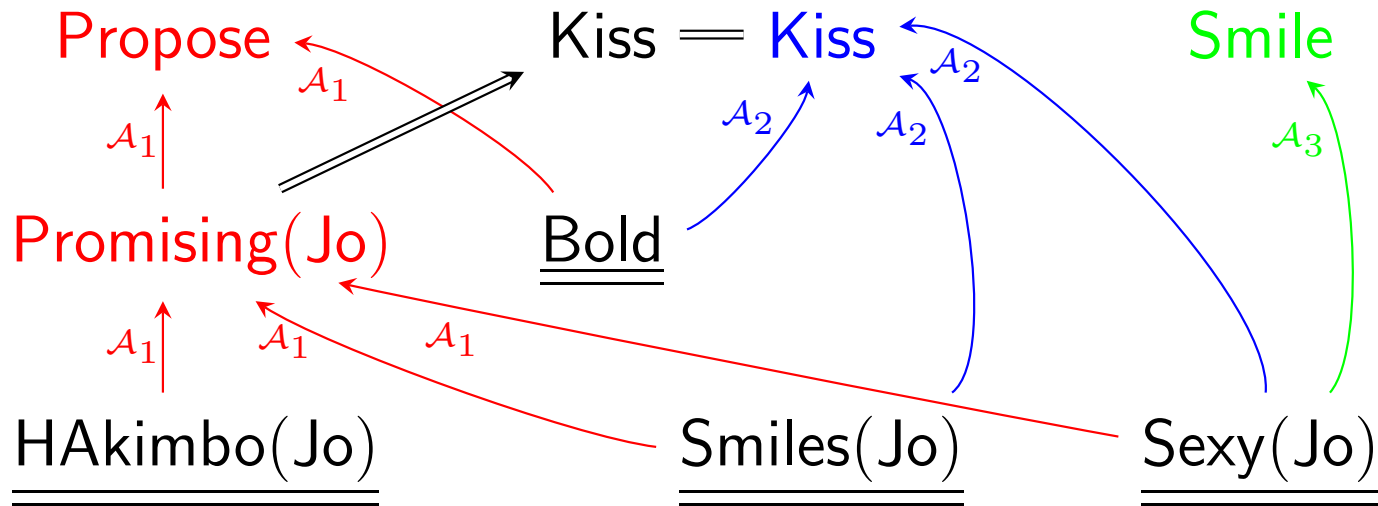 Propose Kiss Kiss Smile
𝒜₁ 𝒜₂
𝒜₁ 𝒜₂ 𝒜₂ 𝒜₃
Promising(Jo) Bold
𝒜₁ 𝒜₁ 𝒜₁
HAkimbo(Jo) Smiles(Jo) Sexy(Jo)